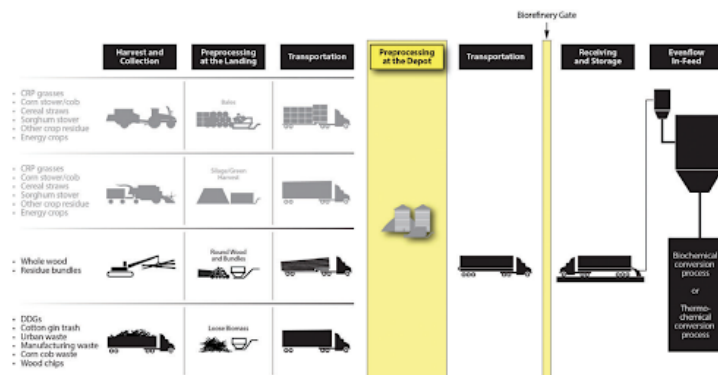 Biorefinery Gate
Harvest and
Collection
Preprocessing
at the Landing
Transportation
Preprocessing
at the Depot
Transportation
Receiving
and Storage
Evenflow
In-Feed
• CRP grasses
• Corn stover/cob
• Cereal straws
• Sorghum stover
• Other crop residue
• Energy crops
Bales
• CRP grasses
• Corn stover/cob
• Cereal straws
• Sorghum stover
• Other crop residue
• Energy crops
Silage/Green
Harvest
• Whole wood
• Residue bundles
Round Wood
and Bundles
• DDGs
• Cotton gin trash
• Urban waste
• Manufacturing waste
• Corn cob waste
• Wood chips
Loose Biomass
Biochemical
conversion
process
or
Thermo-
chemical
conversion
process